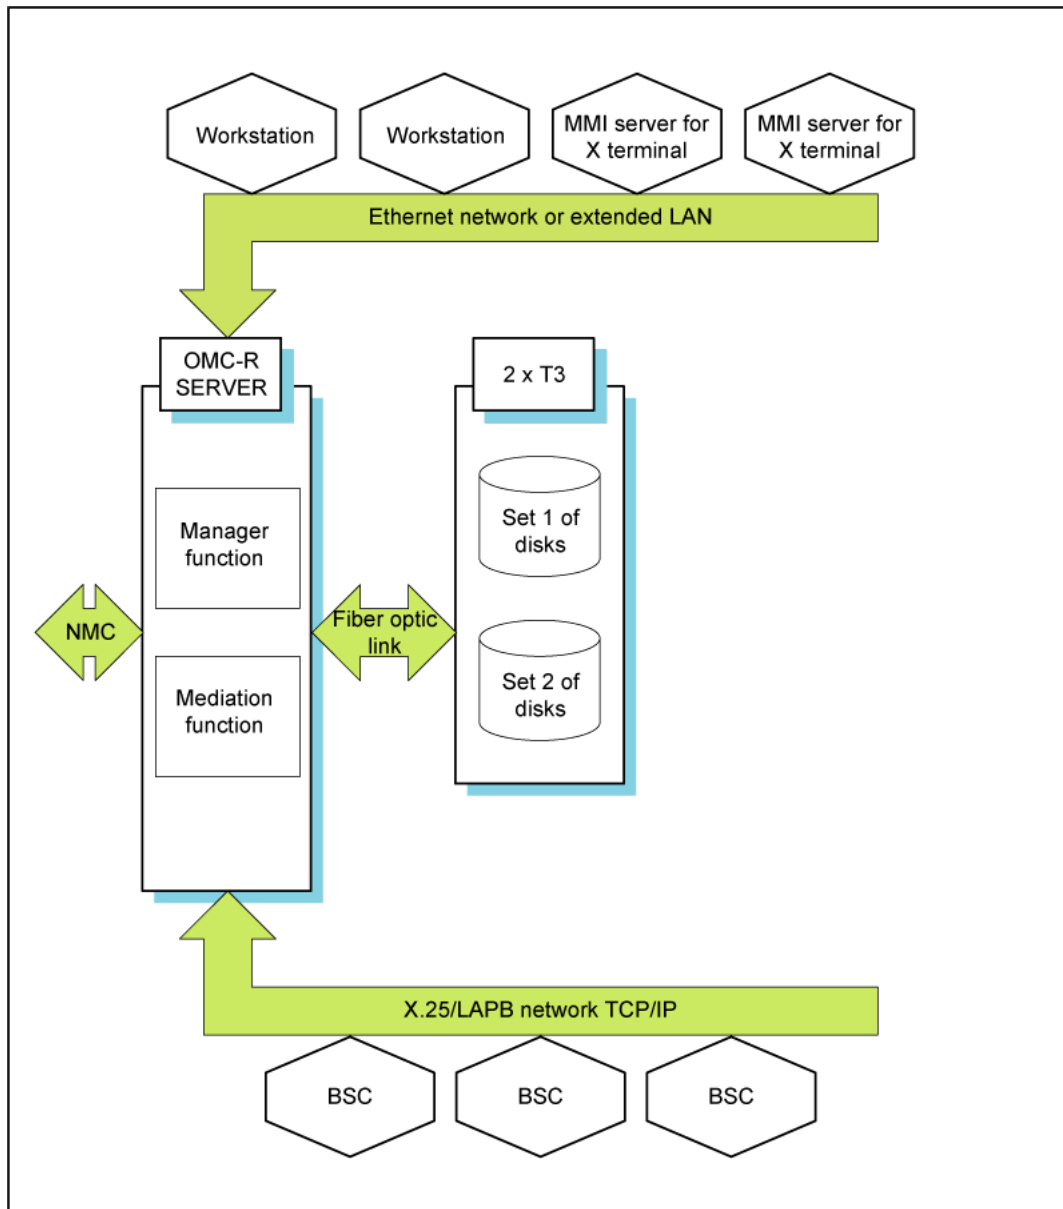 Workstation
Workstation
MMI server for
X terminal
MMI server for
X terminal
Ethernet network or extended LAN
OMC-R
SERVER
2 x T3
Manager
function
Set 1 of
disks
NMC
Fiber optic
link
Mediation
function
Set 2 of
disks
X.25/LAPB network TCP/IP
BSC
BSC
BSC